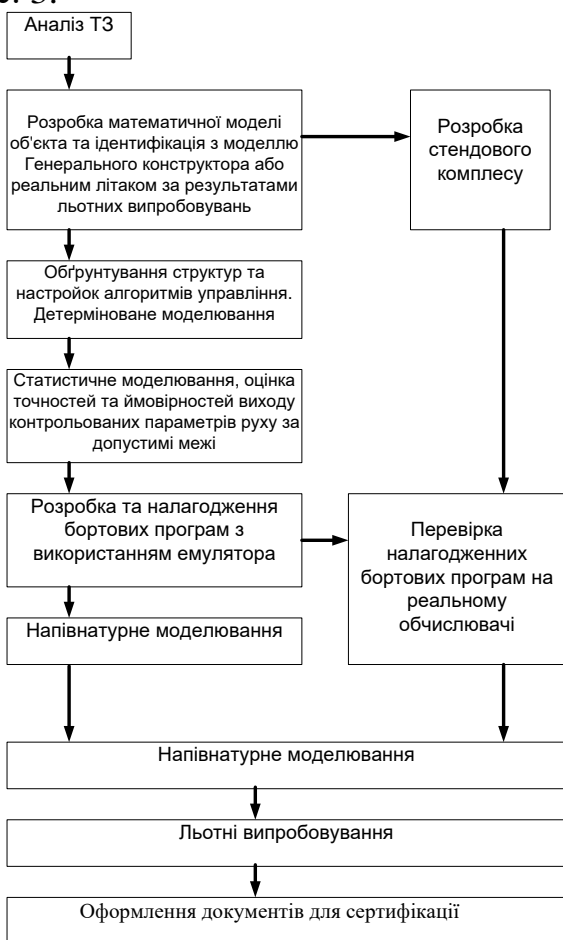 Аналіз ТЗ
Розробка математичної моделі
об'єкта та ідентифікація з моделлю
Генерального конструктора або
реальним літаком за результатами
льотних випробовувань
Розробка
стендового
комплесу
Обґрунтування структур та
настройок алгоритмів управління.
Детерміноване моделювання
Статистичне моделювання, оцінка
точностей та ймовірностей виходу
контрольованих параметрів руху за
допустимі межі
Розробка та налагодження
бортових програм з
використанням емулятора
Перевірка
налагодженних
бортових програм на
реальному
обчислювачі
Напівнатурне моделювання
Напівнатурне моделювання
Льотні випробовування
Оформлення документів для сертифікації